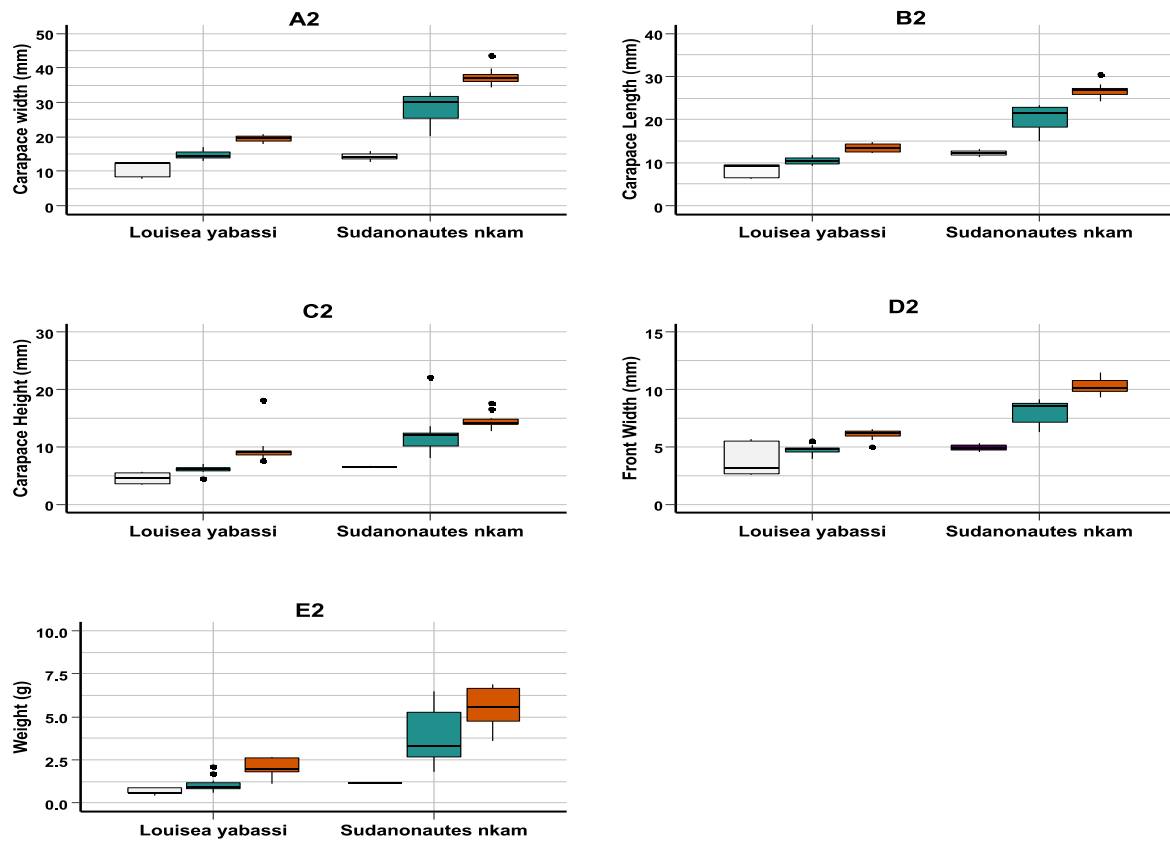 A2
Carapace width (mm)
50
40
30
20
10
0
Louisea yabassi Sudanonautes nkam
B2
Carapace Length (mm)
40
30
20
10
0
Louisea yabassi Sudanonautes nkam
C2
Carapace Height (mm)
30
20
10
0
Louisea yabassi Sudanonautes nkam
D2
Front Width (mm)
15
10
5
0
Louisea yabassi Sudanonautes nkam
E2
Weight (g)
10.0
7.5
5.0
2.5
0.0
Louisea yabassi Sudanonautes nkam